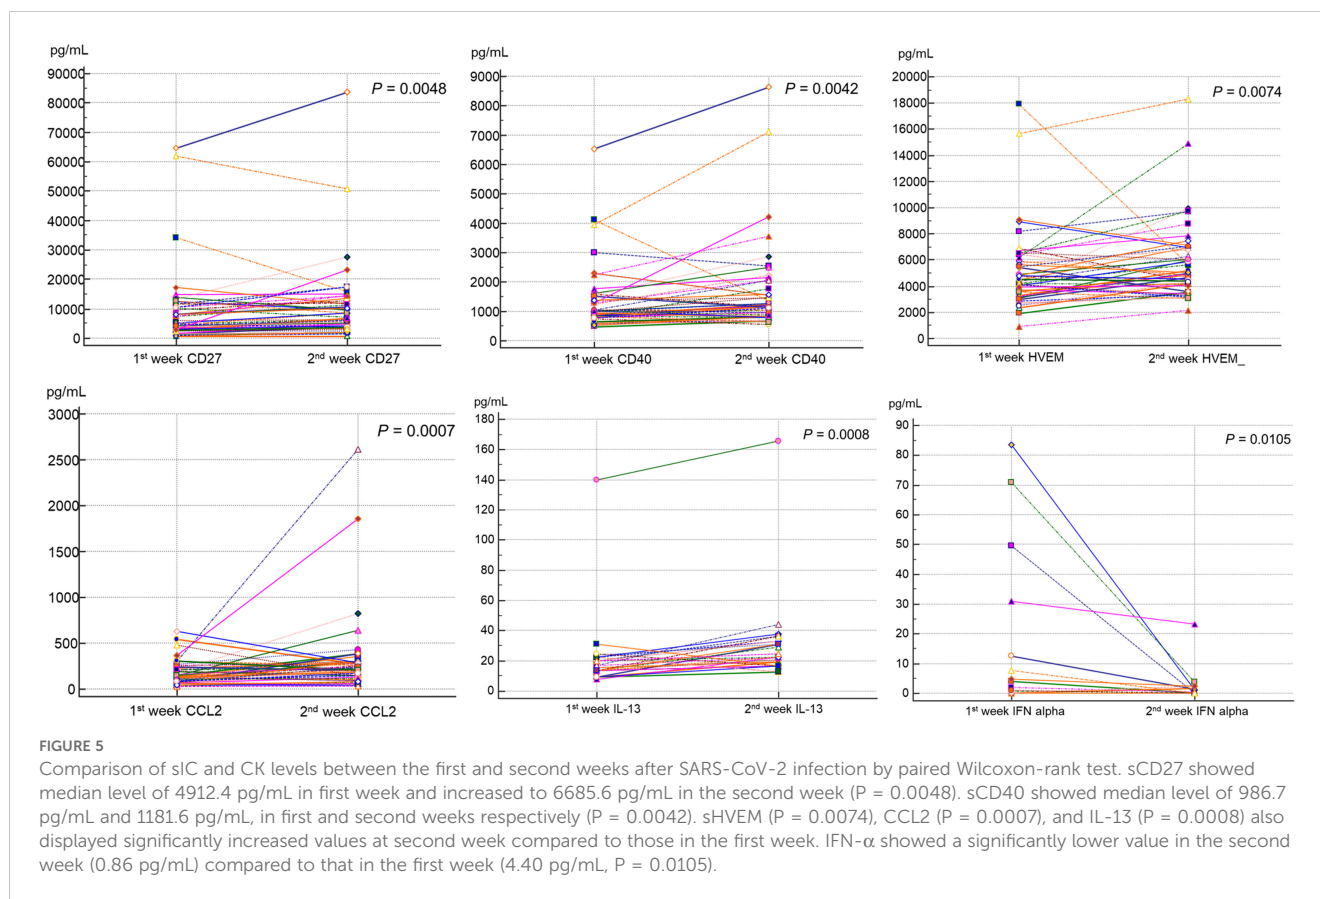 pg/mL
90000
80000
70000
60000
50000
40000
30000
20000
10000
0
P = 0.0048
1st week CD27
2nd week CD27
pg/mL
9000
8000
7000
6000
5000
4000
3000
2000
1000
0
P = 0.0042
1st week CD40
2nd week CD40
pg/mL
20000
18000
16000
14000
12000
10000
8000
6000
4000
2000
0
P = 0.0074
1st week HVEM
2nd week HVEM_
pg/mL
3000
2500
2000
1500
1000
500
0
P = 0.0007
1st week CCL2
2nd week CCL2
pg/mL
180
160
140
120
100
80
60
40
20
0
P = 0.0008
1st week IL-13
2nd week IL-13
pg/mL
90
80
70
60
50
40
30
20
10
0
P = 0.0105
1st week IFN alpha
2nd week IFN alpha
FIGURE 5
Comparison of sIC and CK levels between the first and second weeks after SARS-CoV-2 infection by paired Wilcoxon-rank test. sCD27 showed
median level of 4912.4 pg/mL in first week and increased to 6685.6 pg/mL in the second week (P = 0.0048). sCD40 showed median level of 986.7
pg/mL and 1181.6 pg/mL, in first and second weeks respectively (P = 0.0042). sHVEM (P = 0.0074), CCL2 (P = 0.0007), and IL-13 (P = 0.0008) also
displayed significantly increased values at second week compared to those in the first week. IFN-α showed a significantly lower value in the second
week (0.86 pg/mL) compared to that in the first week (4.40 pg/mL, P = 0.0105).